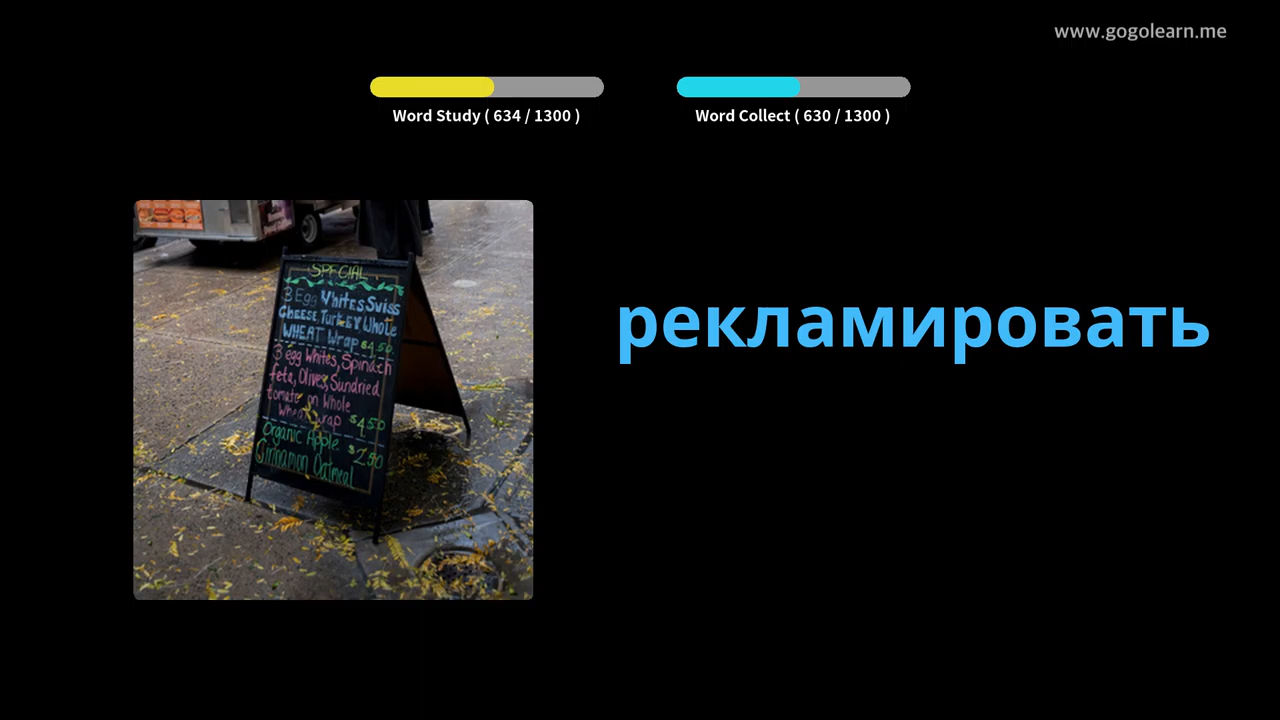 www.gogolearn.me
Word Study ( 634 / 1300 )
Word Collect ( 630 / 1300 )
рекламировать
SPECIAL
3 Egg Whites, Swiss
Cheese, Turkey Whole
WHEAT Wrap $4.50
3 egg Whites, Spinach
feta, Olives, Sundried
tomato on Whole
Wheat Wrap $4.50
Organic Apple
Cinnamon Oatmeal $2.50